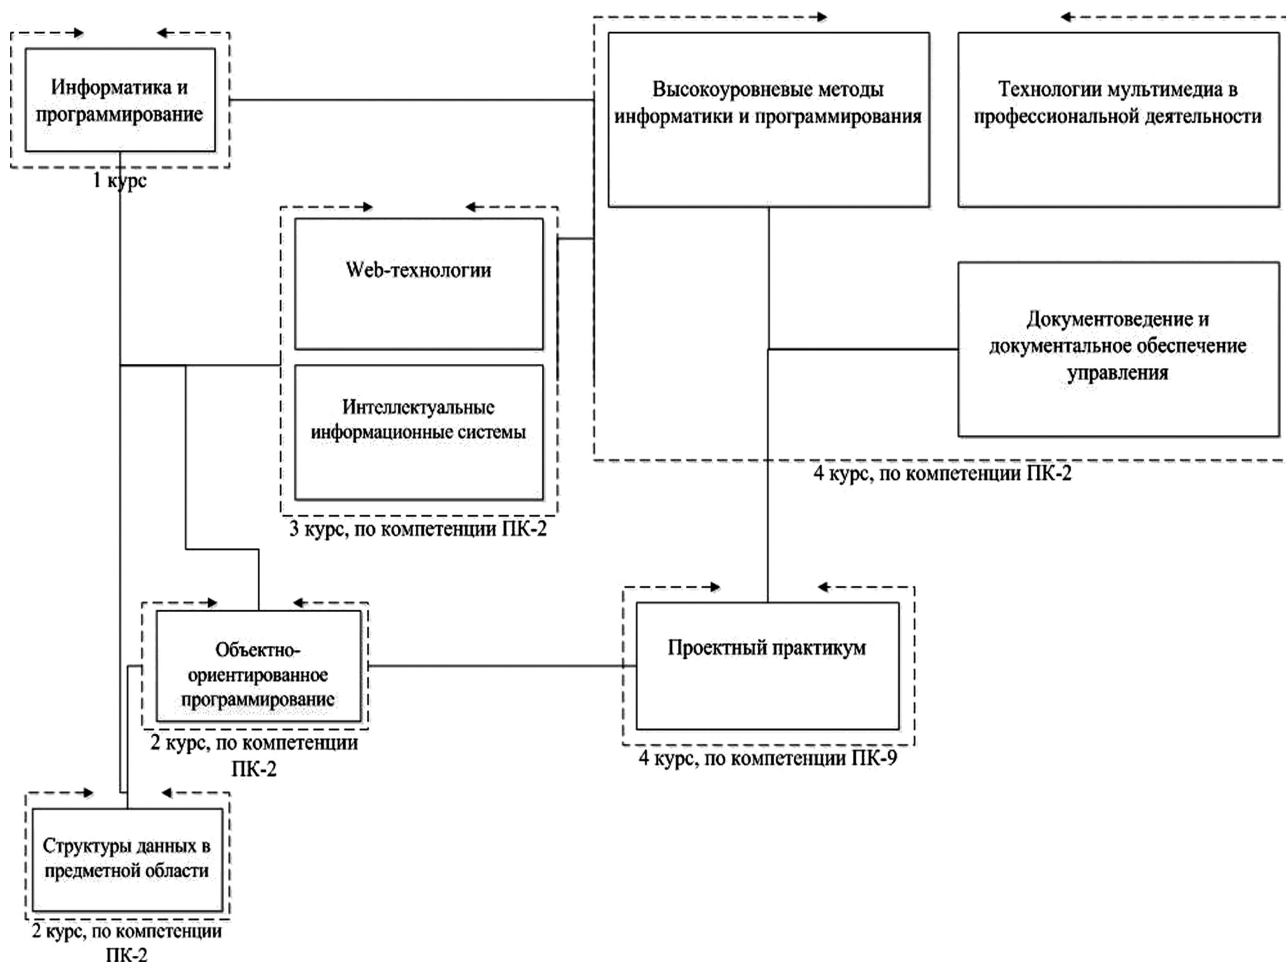 Информатика и
программирование
1 курс
Высокоуровневые методы
информатики и программирования
Технологии мультимедиа в
профессиональной деятельности
Web-технологии
Интеллектуальные
информационные системы
3 курс, по компетенции ПК-2
Документоведение и
документальное обеспечение
управления
4 курс, по компетенции ПК-2
Объектно-
ориентированное
программирование
2 курс, по компетенции
ПК-2
Проектный практикум
4 курс, по компетенции ПК-9
Структуры данных в
предметной области
2 курс, по компетенции
ПК-2